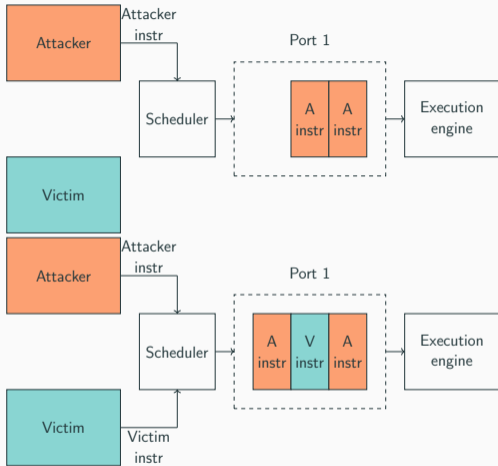 Attacker
Attacker
instr
Port 1
Scheduler
A
instr
A
instr
Execution
engine
Victim
Attacker
Attacker
instr
Port 1
Scheduler
A
instr
V
instr
A
instr
Execution
engine
Victim
Victim
instr